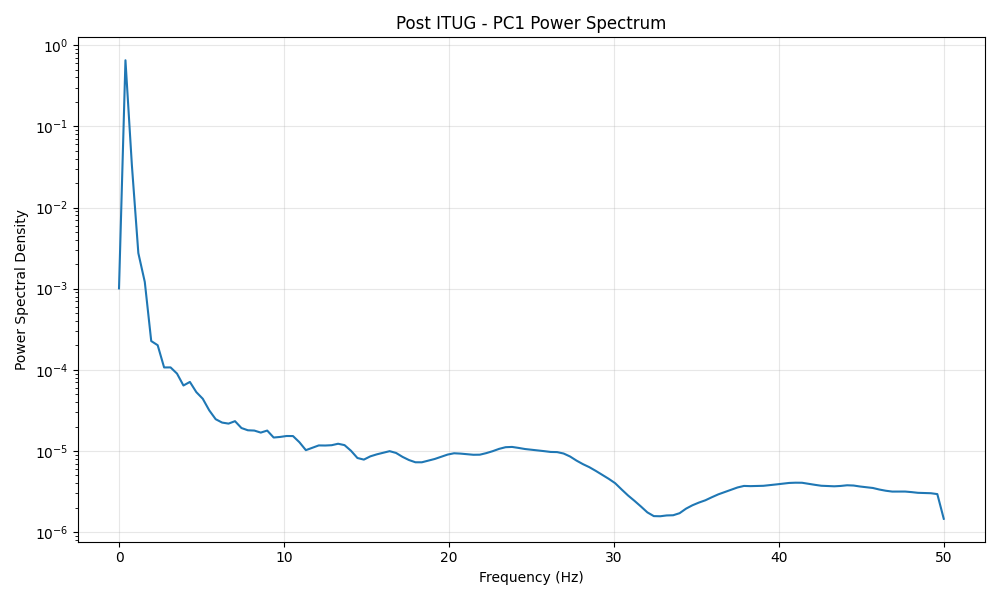 Post ITUG - PC1 Power Spectrum
Power Spectral Density
10⁰
10⁻¹
10⁻²
10⁻³
10⁻⁴
10⁻⁵
10⁻⁶
0 10 20 30 40 50
Frequency (Hz)